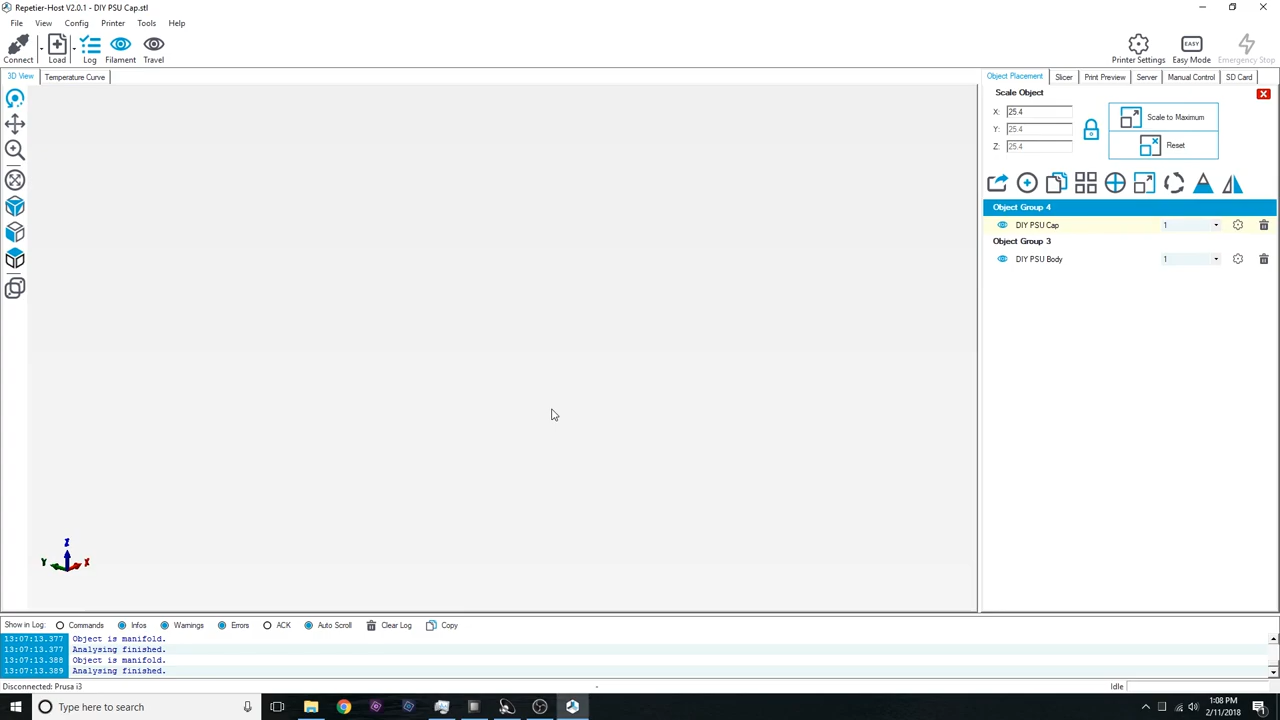 Repetier-Host V2.0.1 - DIY PSU Cap.stl
File View Config Printer Tools Help
Connect Load Log Filament Travel Printer Settings Easy Mode Emergency Stop
EASY
3D View Temperature Curve
Object Placement Slicer Print Preview Server Manual Control SD Card
Scale Object
X: 25.4
Y: 25.4
Z: 25.4
Scale to Maximum
Reset
Object Group 4
DIY PSU Cap 1
Object Group 3
DIY PSU Body 1
Z
Y X
Show in Log: Commands Infos Warnings Errors ACK Auto Scroll Clear Log Copy
13:07:13.377 Object is manifold.
13:07:13.377 Analysing finished.
13:07:13.388 Object is manifold.
13:07:13.389 Analysing finished.
Disconnected: Prusa i3 - Idle
Type here to search
1:08 PM
2/11/2018